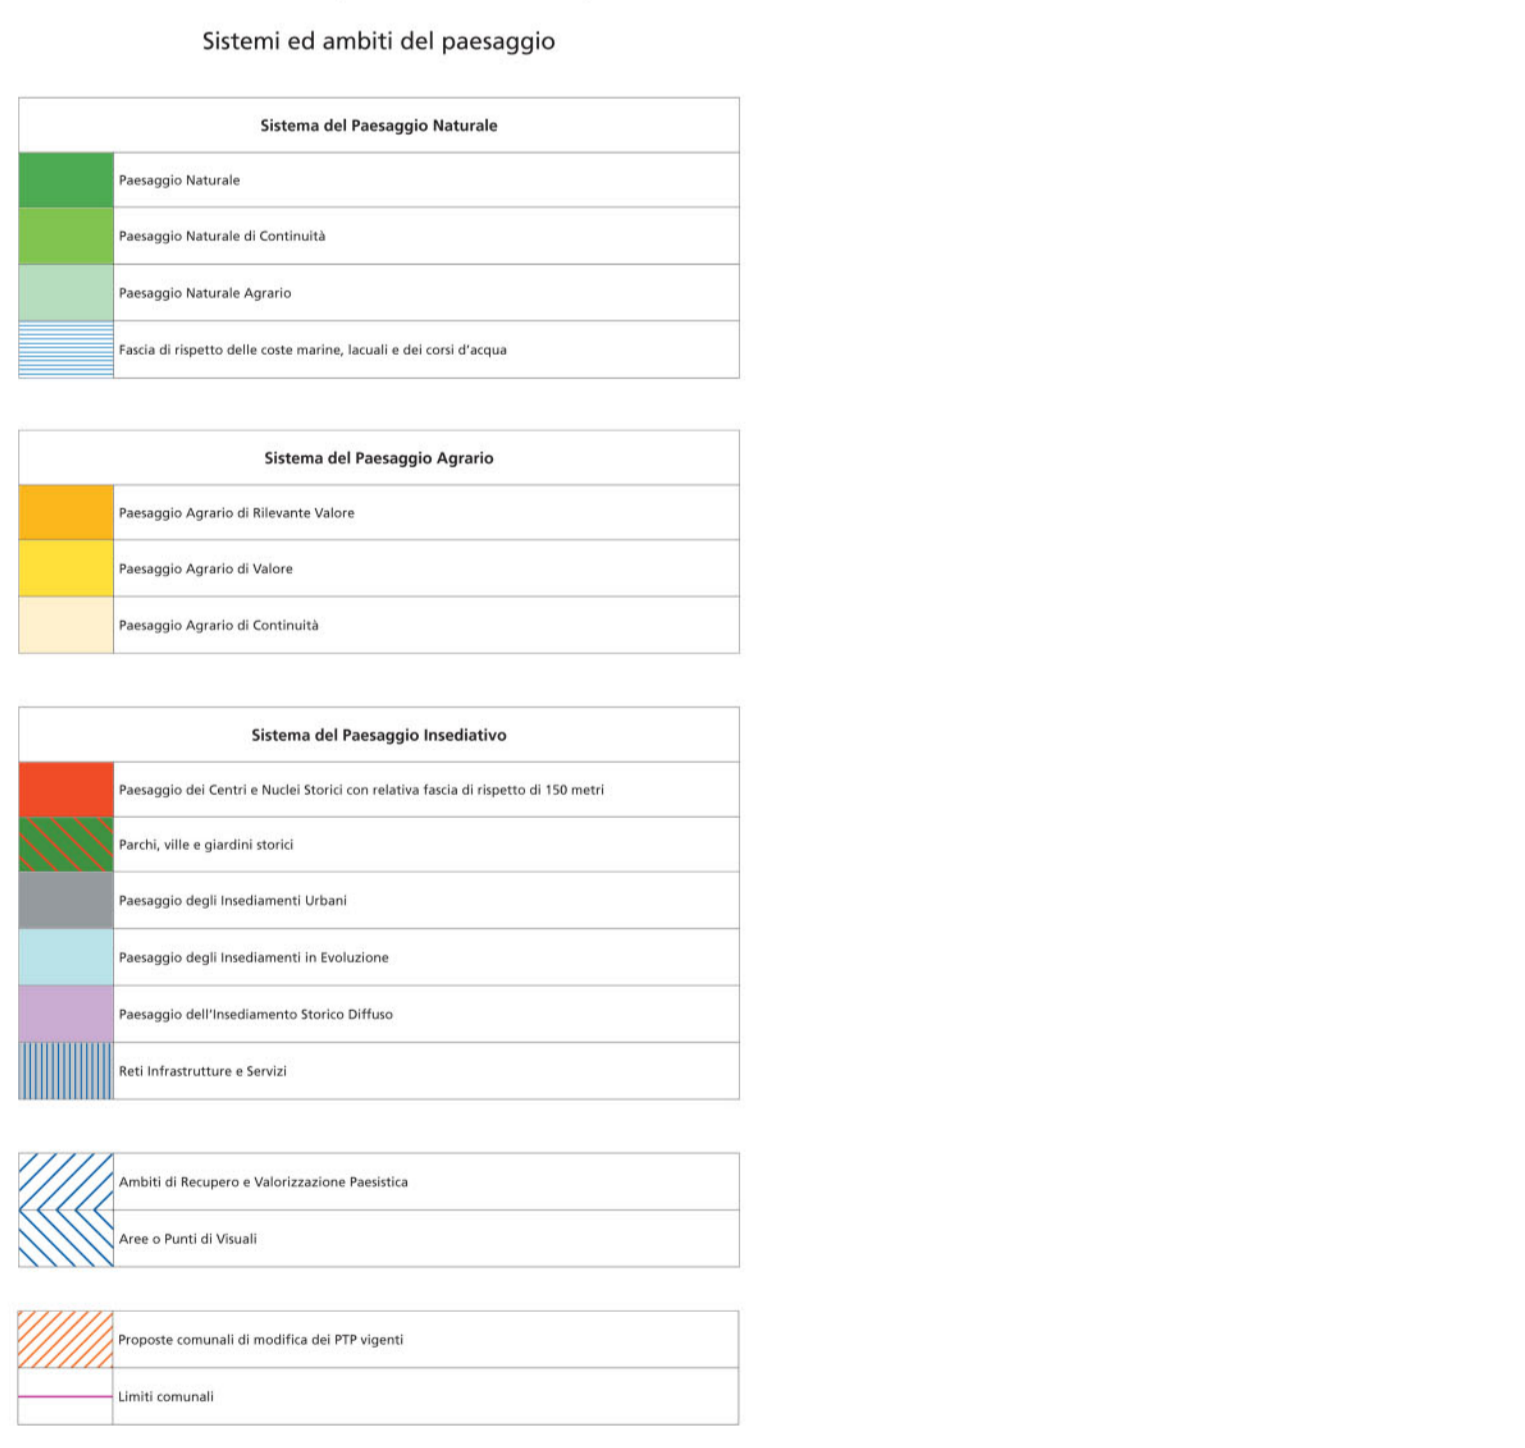 Sistemi ed ambiti del paesaggio
Sistema del Paesaggio Naturale
Paesaggio Naturale
Paesaggio Naturale di Continuità
Paesaggio Naturale Agrario
Fascia di rispetto delle coste marine, lacuali e dei corsi d'acqua
Sistema del Paesaggio Agrario
Paesaggio Agrario di Rilevante Valore
Paesaggio Agrario di Valore
Paesaggio Agrario di Continuità
Sistema del Paesaggio Insediativo
Paesaggio dei Centri e Nuclei Storici con relativa fascia di rispetto di 150 metri
Parchi, ville e giardini storici
Paesaggio degli Insediamenti Urbani
Paesaggio degli Insediamenti in Evoluzione
Paesaggio dell'Insediamento Storico Diffuso
Reti Infrastrutture e Servizi
Ambiti di Recupero e Valorizzazione Paesistica
Aree o Punti di Visuali
Proposte comunali di modifica dei PTP vigenti
Limiti comunali